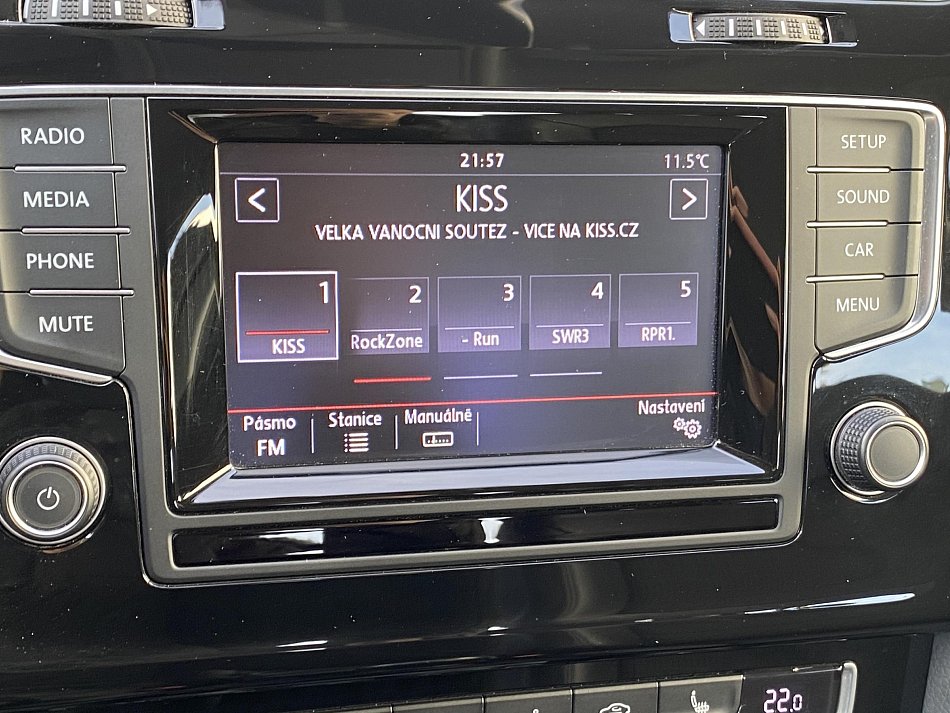 RADIO
MEDIA
PHONE
MUTE
21:57
11.5°C
<
KISS
>
VELKA VANOCNI SOUTEZ - VICE NA KISS.CZ
1
KISS
2
RockZone
3
- Run
4
SWR3
5
RPR1.
Pásmo
FM
Stanice
Manuálně
Nastavení
SETUP
SOUND
CAR
MENU
22.0